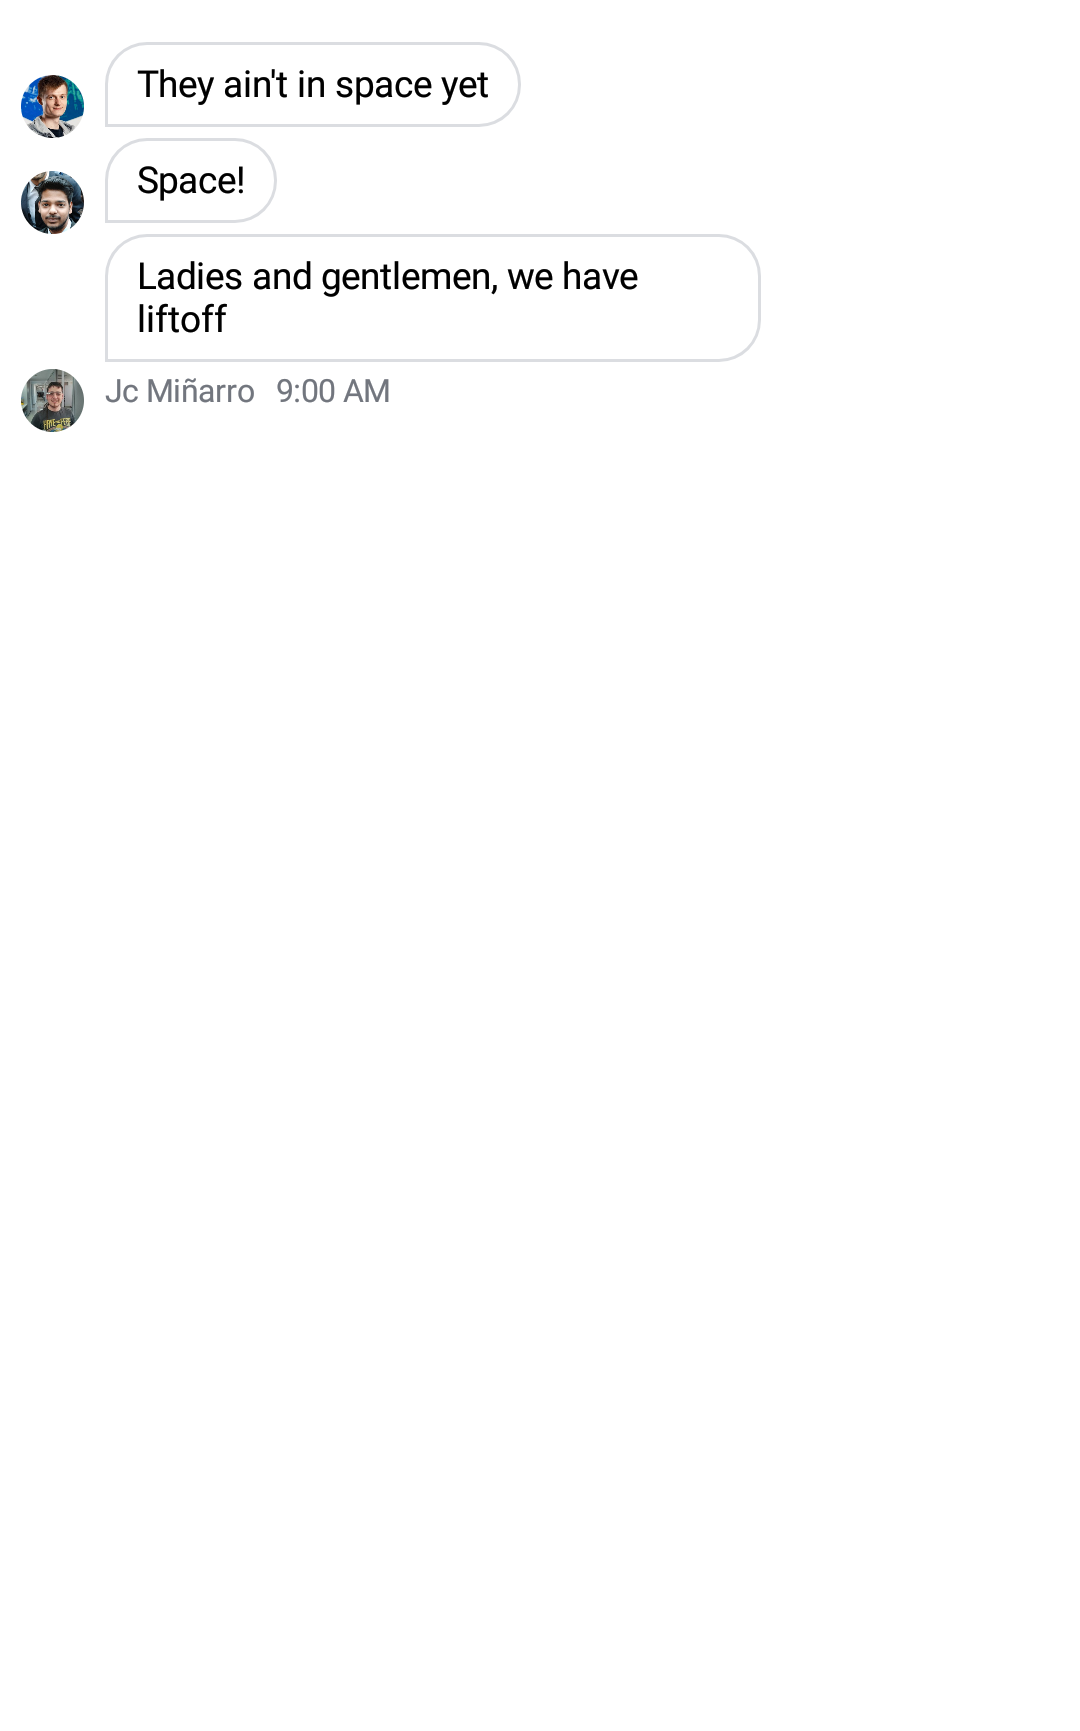 They ain't in space yet
Space!
Ladies and gentlemen, we have
liftoff
Jc Miñarro 9:00 AM